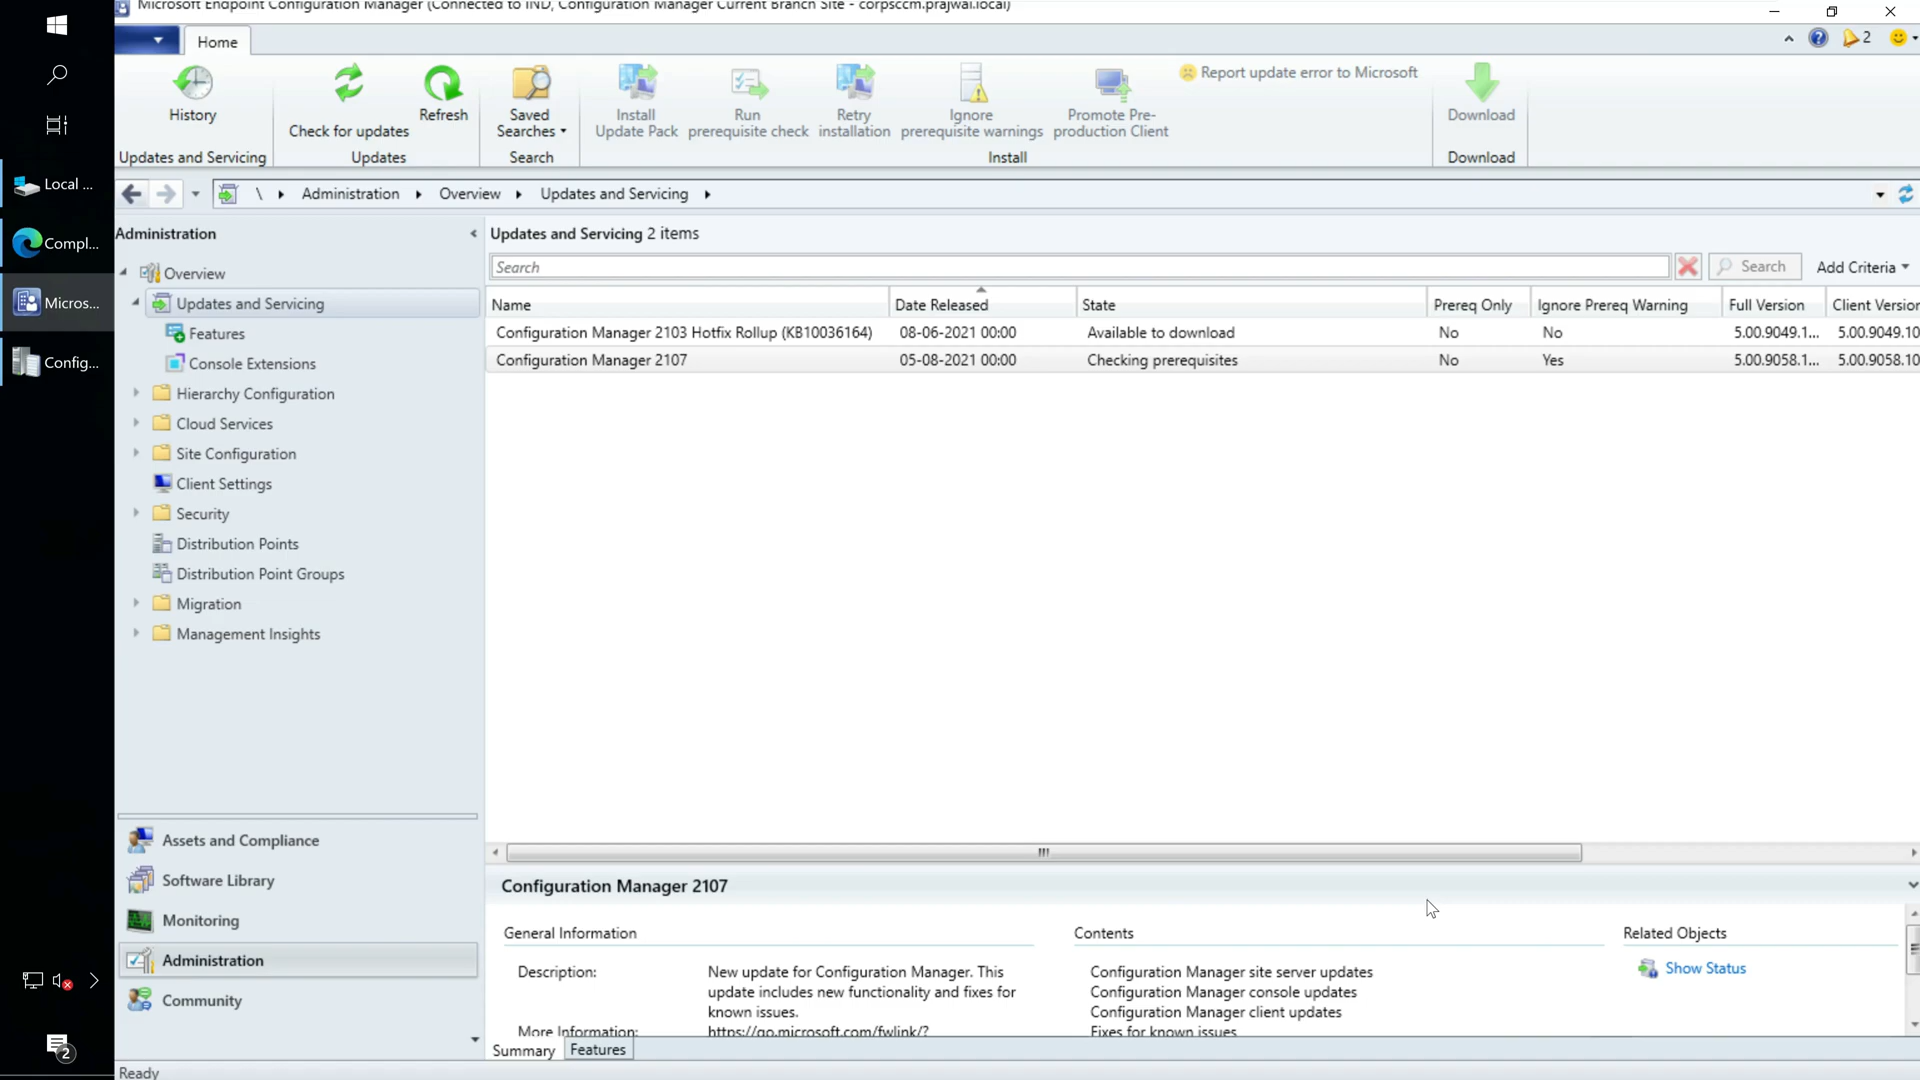 Microsoft Endpoint Configuration Manager (Connected to IND, Configuration Manager Current Branch Site - corpsccm.prajwal.local)
Home
2
History
Check for updates
Refresh
Saved
Searches
Install
Update Pack
Run
prerequisite check
Retry
installation
Ignore
prerequisite warnings
Promote Pre-
production Client
Report update error to Microsoft
Download
Updates and Servicing
Updates
Search
Install
Download
\ Administration Overview Updates and Servicing
Local ...
Compl...
Micros...
Config...
2
Administration
Overview
Updates and Servicing
Features
Console Extensions
Hierarchy Configuration
Cloud Services
Site Configuration
Client Settings
Security
Distribution Points
Distribution Point Groups
Migration
Management Insights
Assets and Compliance
Software Library
Monitoring
Administration
Community
Updates and Servicing 2 items
Search
Search
Add Criteria
Name Date Released State Prereq Only Ignore Prereq Warning Full Version Client Version
Configuration Manager 2103 Hotfix Rollup (KB10036164) 08-06-2021 00:00 Available to download No No 5.00.9049.1... 5.00.9049.10
Configuration Manager 2107 05-08-2021 00:00 Checking prerequisites No Yes 5.00.9058.1... 5.00.9058.10
Configuration Manager 2107
General Information
Description: New update for Configuration Manager. This
update includes new functionality and fixes for
known issues.
More Information: https://go.microsoft.com/fwlink/?
Contents
Configuration Manager site server updates
Configuration Manager console updates
Configuration Manager client updates
Fixes for known issues
Related Objects
Show Status
Summary
Features
Ready